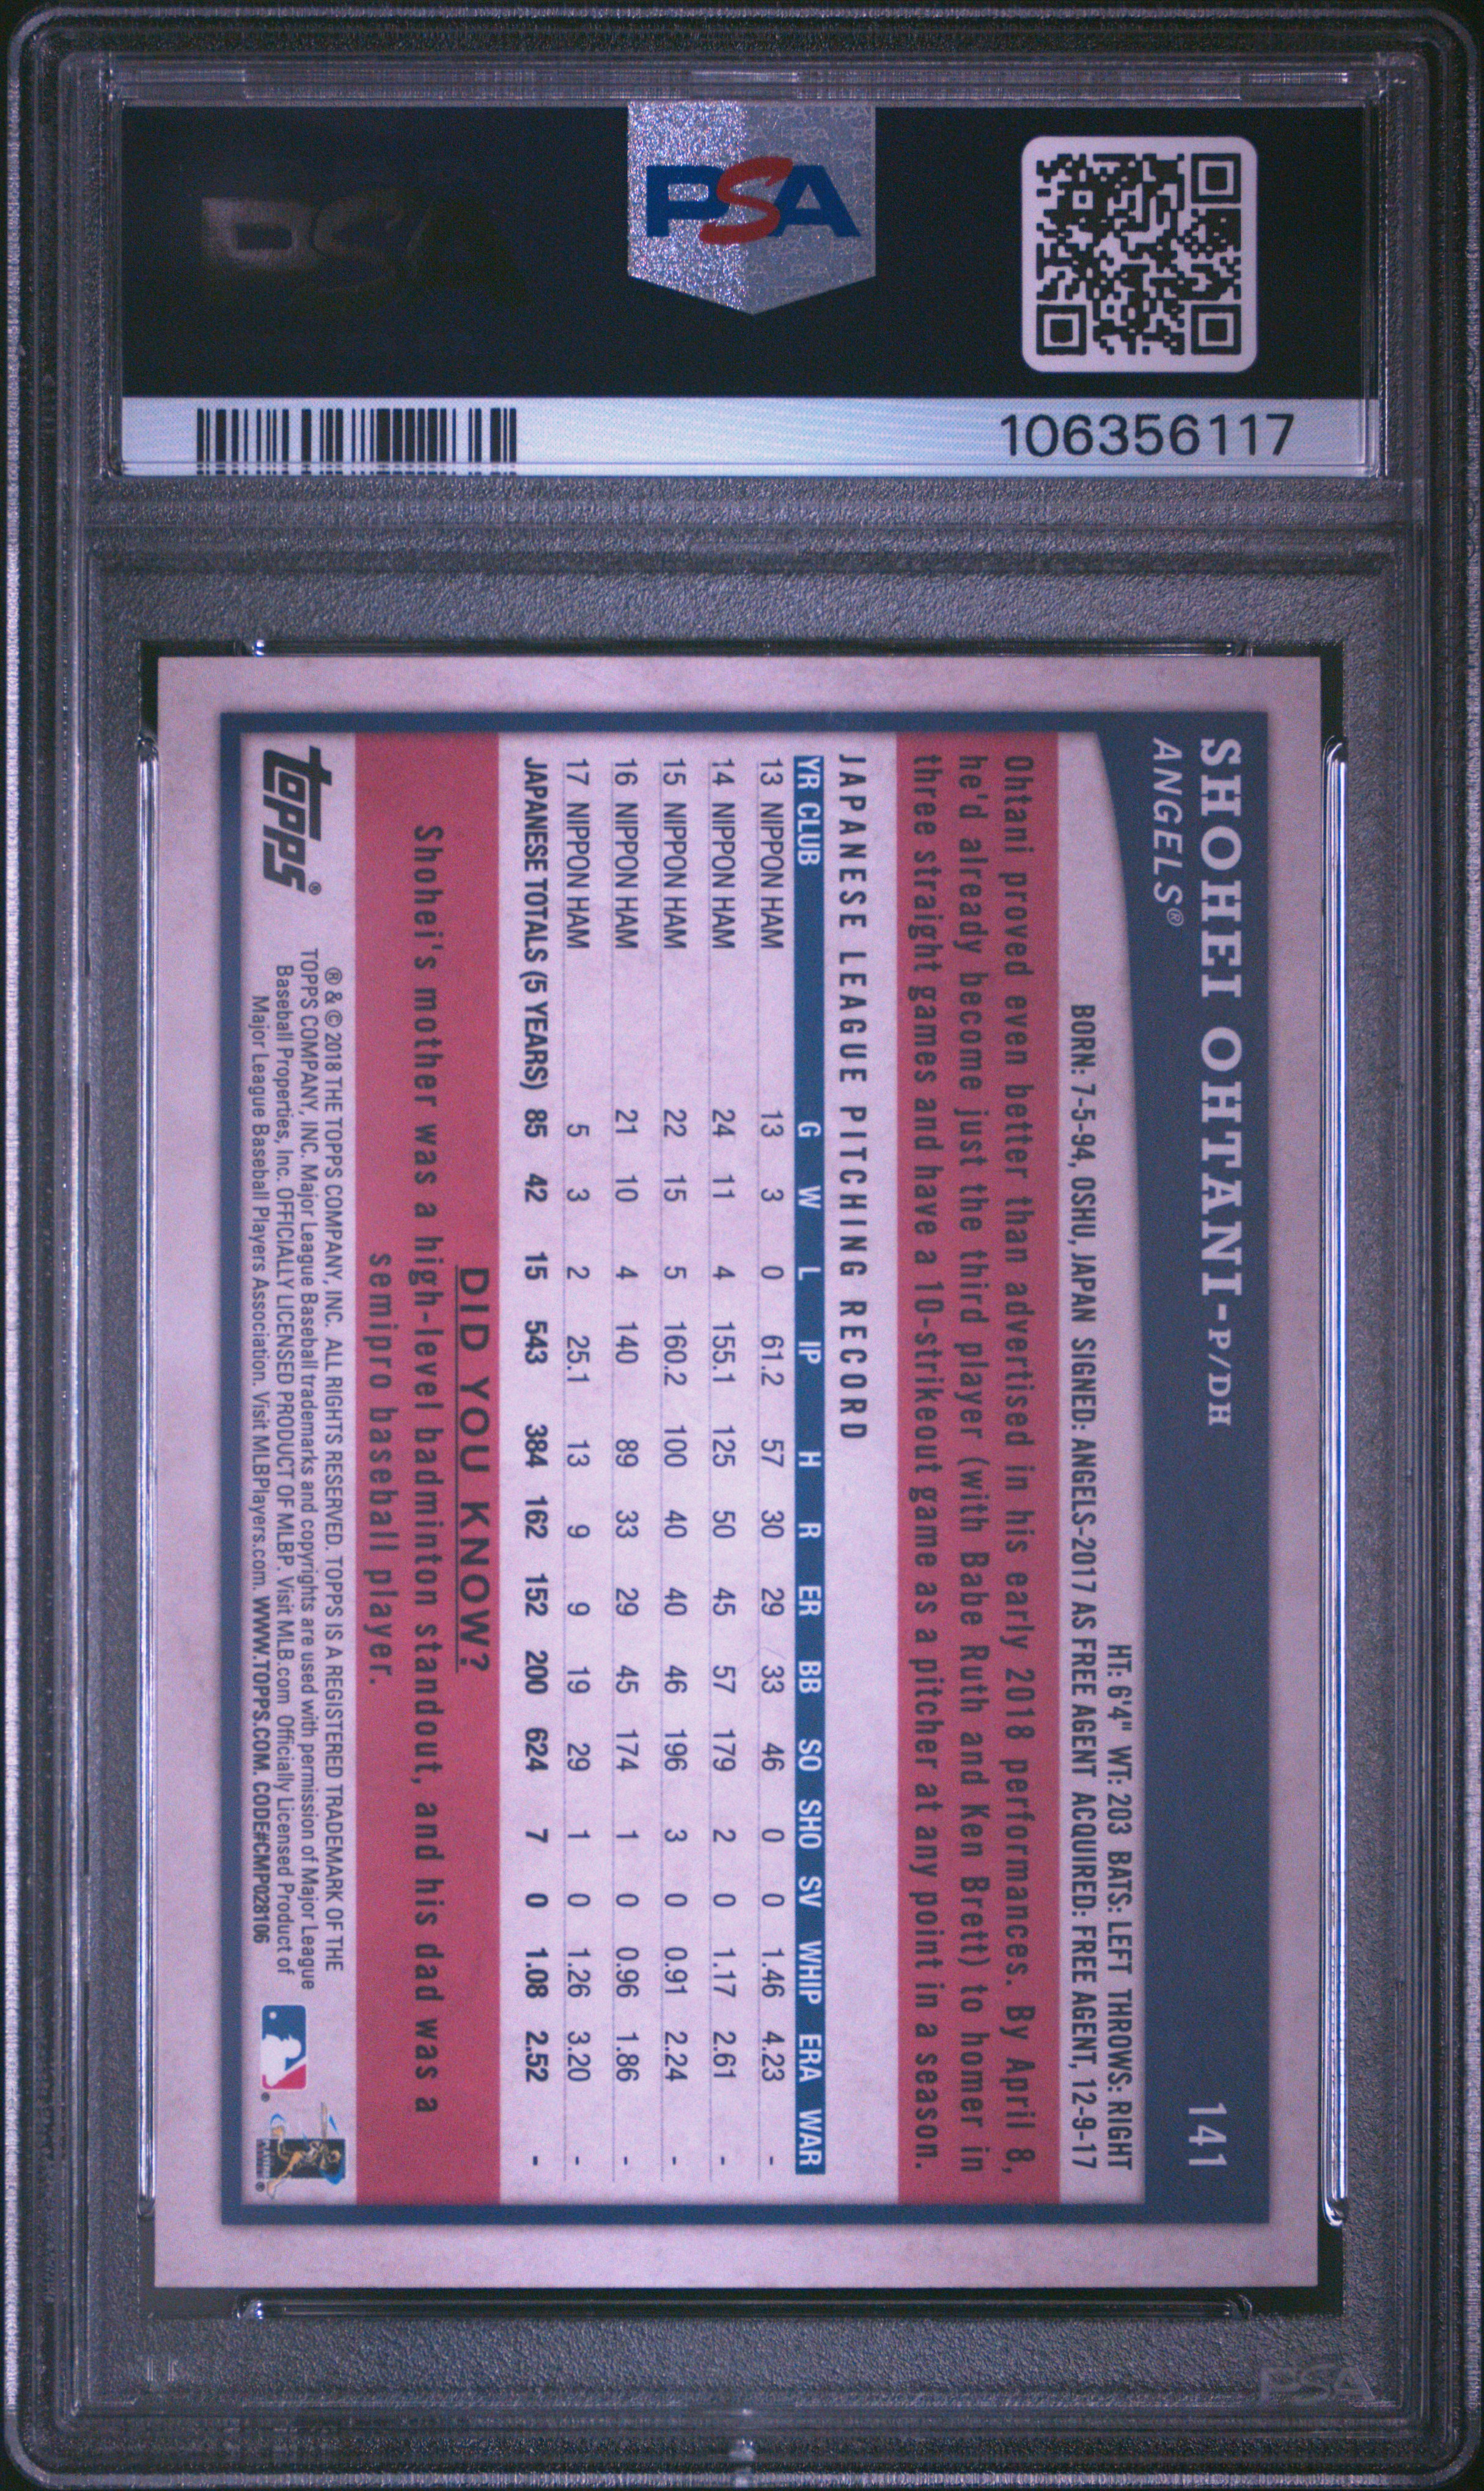 PSA
PSA
106356117
SHOHEI OHTANI-P/DH
141
ANGELS®
HT: 6'4" WT: 203 BATS: LEFT THROWS: RIGHT
BORN: 7-5-94, OSHU, JAPAN SIGNED: ANGELS-2017 AS FREE AGENT ACQUIRED: FREE AGENT, 12-9-17
Ohtani proved even better than advertised in his early 2018 performances. By April 8,
he'd already become just the third player (with Babe Ruth and Ken Brett) to homer in
three straight games and have a 10-strikeout game as a pitcher at any point in a season.
JAPANESE LEAGUE PITCHING RECORD
YR CLUB G W L IP H R ER BB SO SHO SV WHIP ERA WAR
13 NIPPON HAM 13 3 0 61.2 57 30 29 33 46 0 0 1.46 4.23 -
14 NIPPON HAM 24 11 4 155.1 125 50 45 57 179 2 0 1.17 2.61 -
15 NIPPON HAM 22 15 5 160.2 100 40 40 46 196 3 0 0.91 2.24 -
16 NIPPON HAM 21 10 4 140 89 33 29 45 174 1 0 0.96 1.86 -
17 NIPPON HAM 5 3 2 25.1 13 9 9 19 29 1 0 1.26 3.20 -
JAPANESE TOTALS (5 YEARS) 85 42 15 543 384 162 152 200 624 7 0 1.08 2.52 -
DID YOU KNOW?
Shohei's mother was a high-level badminton standout, and his dad was a
semipro baseball player.
topps®
® & © 2018 THE TOPPS COMPANY, INC. ALL RIGHTS RESERVED. TOPPS IS A REGISTERED TRADEMARK OF THE
TOPPS COMPANY, INC. Major League Baseball trademarks and copyrights are used with permission of Major League
Baseball Properties, Inc. OFFICIALLY LICENSED PRODUCT OF MLBP. Visit MLB.com Officially Licensed Product of
Major League Baseball Players Association. Visit MLBPlayers.com. WWW.TOPPS.COM. CODE#CMP028106
PSA